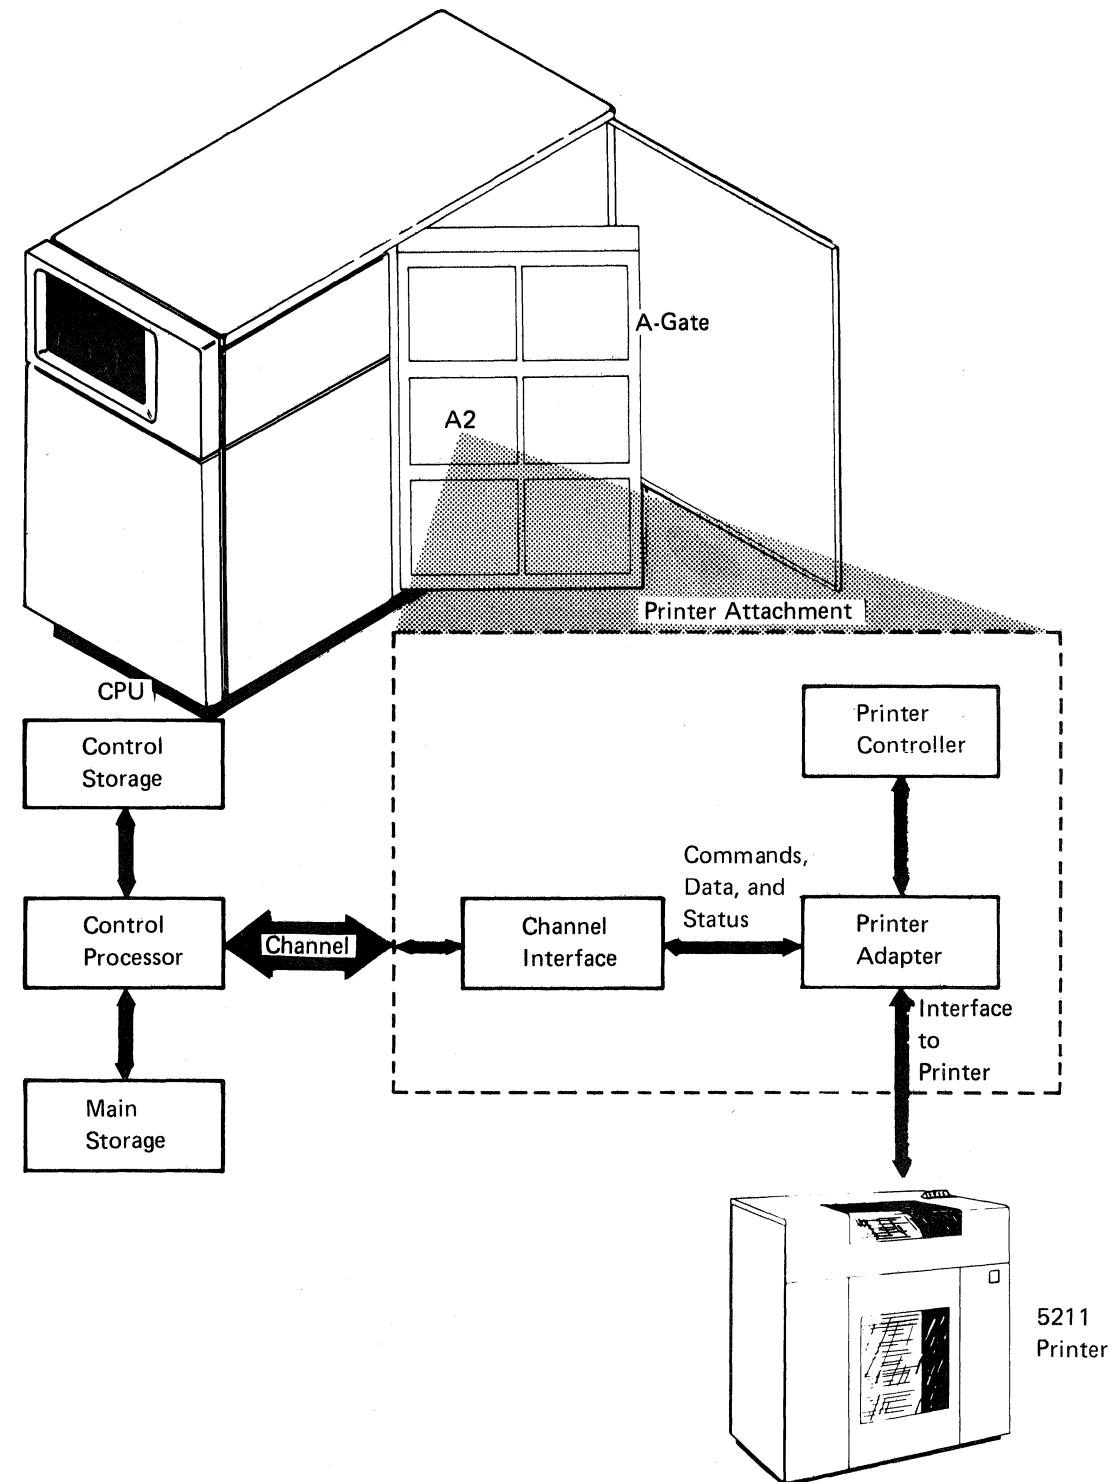 A-Gate
A2
Printer Attachment
CPU
Control
Storage
Printer
Controller
Commands,
Data, and
Status
Control
Processor
Channel
Channel
Interface
Printer
Adapter
Interface
to
Printer
Main
Storage
5211
Printer